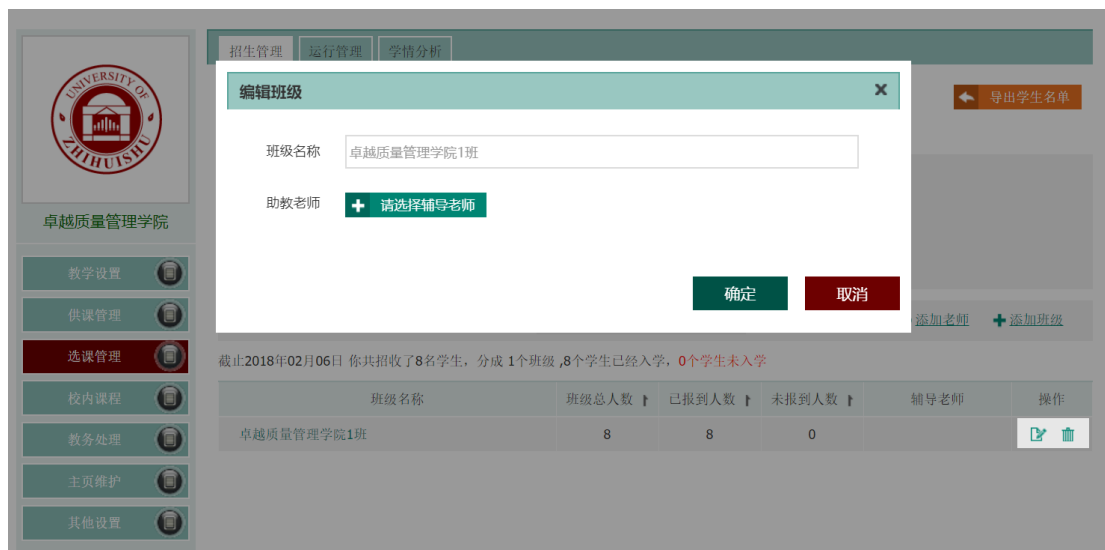 招生管理 运行管理 学情分析
UNIVERSITY OF ZHIHUISHU
卓越质量管理学院
教学设置
供课管理
选课管理
校内课程
教务处理
主页维护
其他设置
导出学生名单
编辑班级 x
班级名称 卓越质量管理学院1班
助教老师 + 请选择辅导老师
确定 取消
添加老师 + 添加班级
截止2018年02月06日 你共招收了8名学生，分成 1个班级 ,8个学生已经入学，0个学生未入学
班级名称 班级总人数 已报到人数 未报到人数 辅导老师 操作
卓越质量管理学院1班 8 8 0